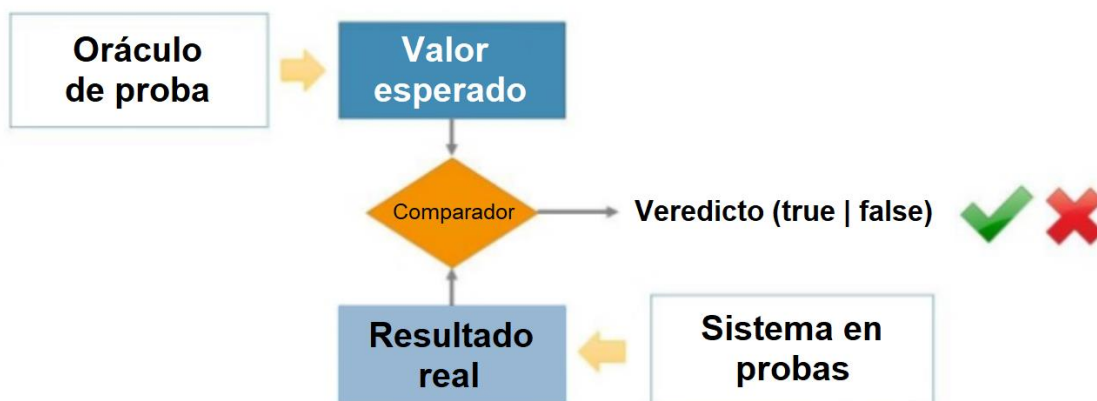 Oráculo
de proba
Valor
esperado
Comparador
Veredicto (true | false)
Resultado
real
Sistema en
probas